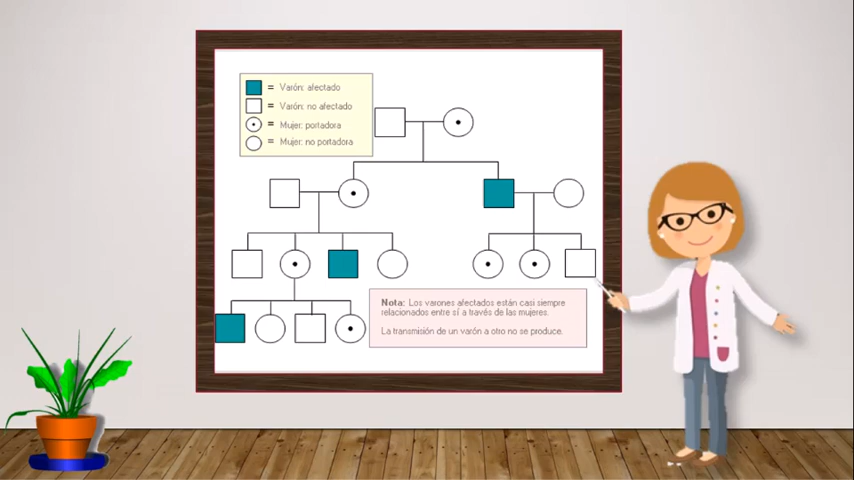 = Varón: afectado
= Varón: no afectado
= Mujer: portadora
= Mujer: no portadora
Nota: Los varones afectados están casi siempre
relacionados entre sí a través de las mujeres.
La transmisión de un varón a otro no se produce.